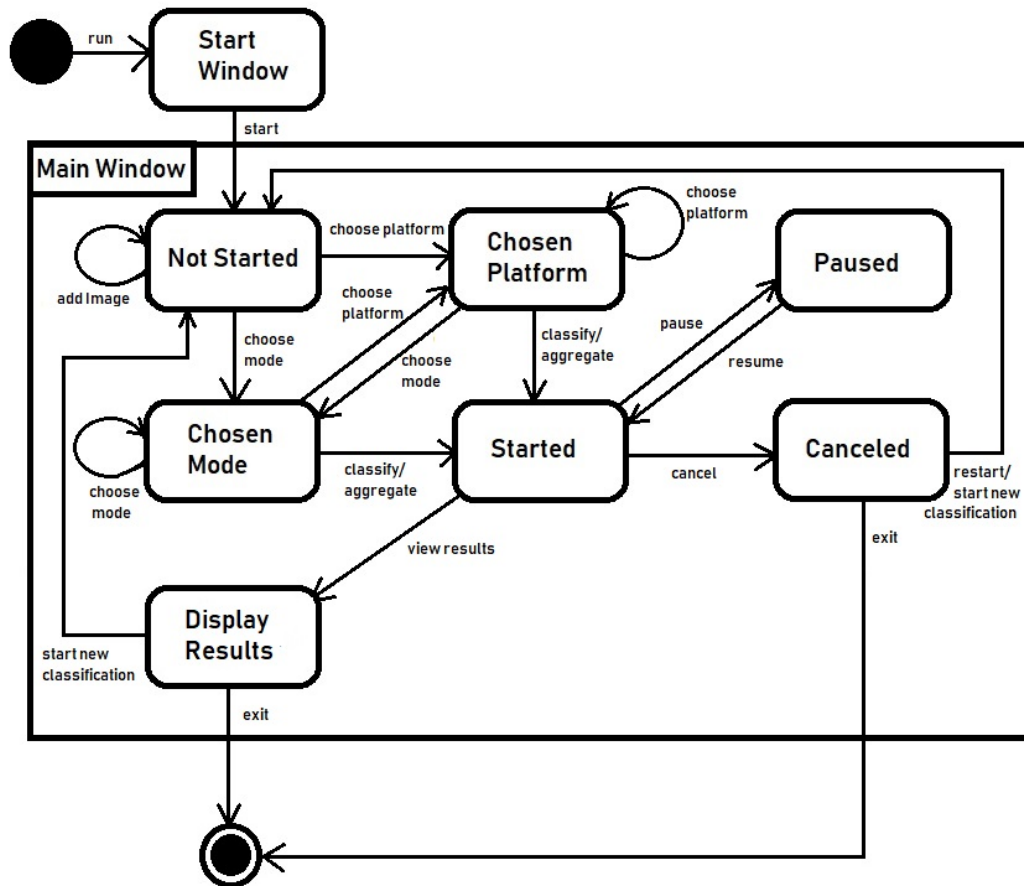 run
Start
Window
start
Main Window
Not Started
add Image
choose platform
Chosen
Platform
choose
platform
Paused
choose
platform
choose
mode
choose
mode
classify/
aggregate
pause
resume
Chosen
Mode
choose
mode
classify/
aggregate
Started
cancel
Canceled
restart/
start new
classification
view results
exit
Display
Results
start new
classification
exit